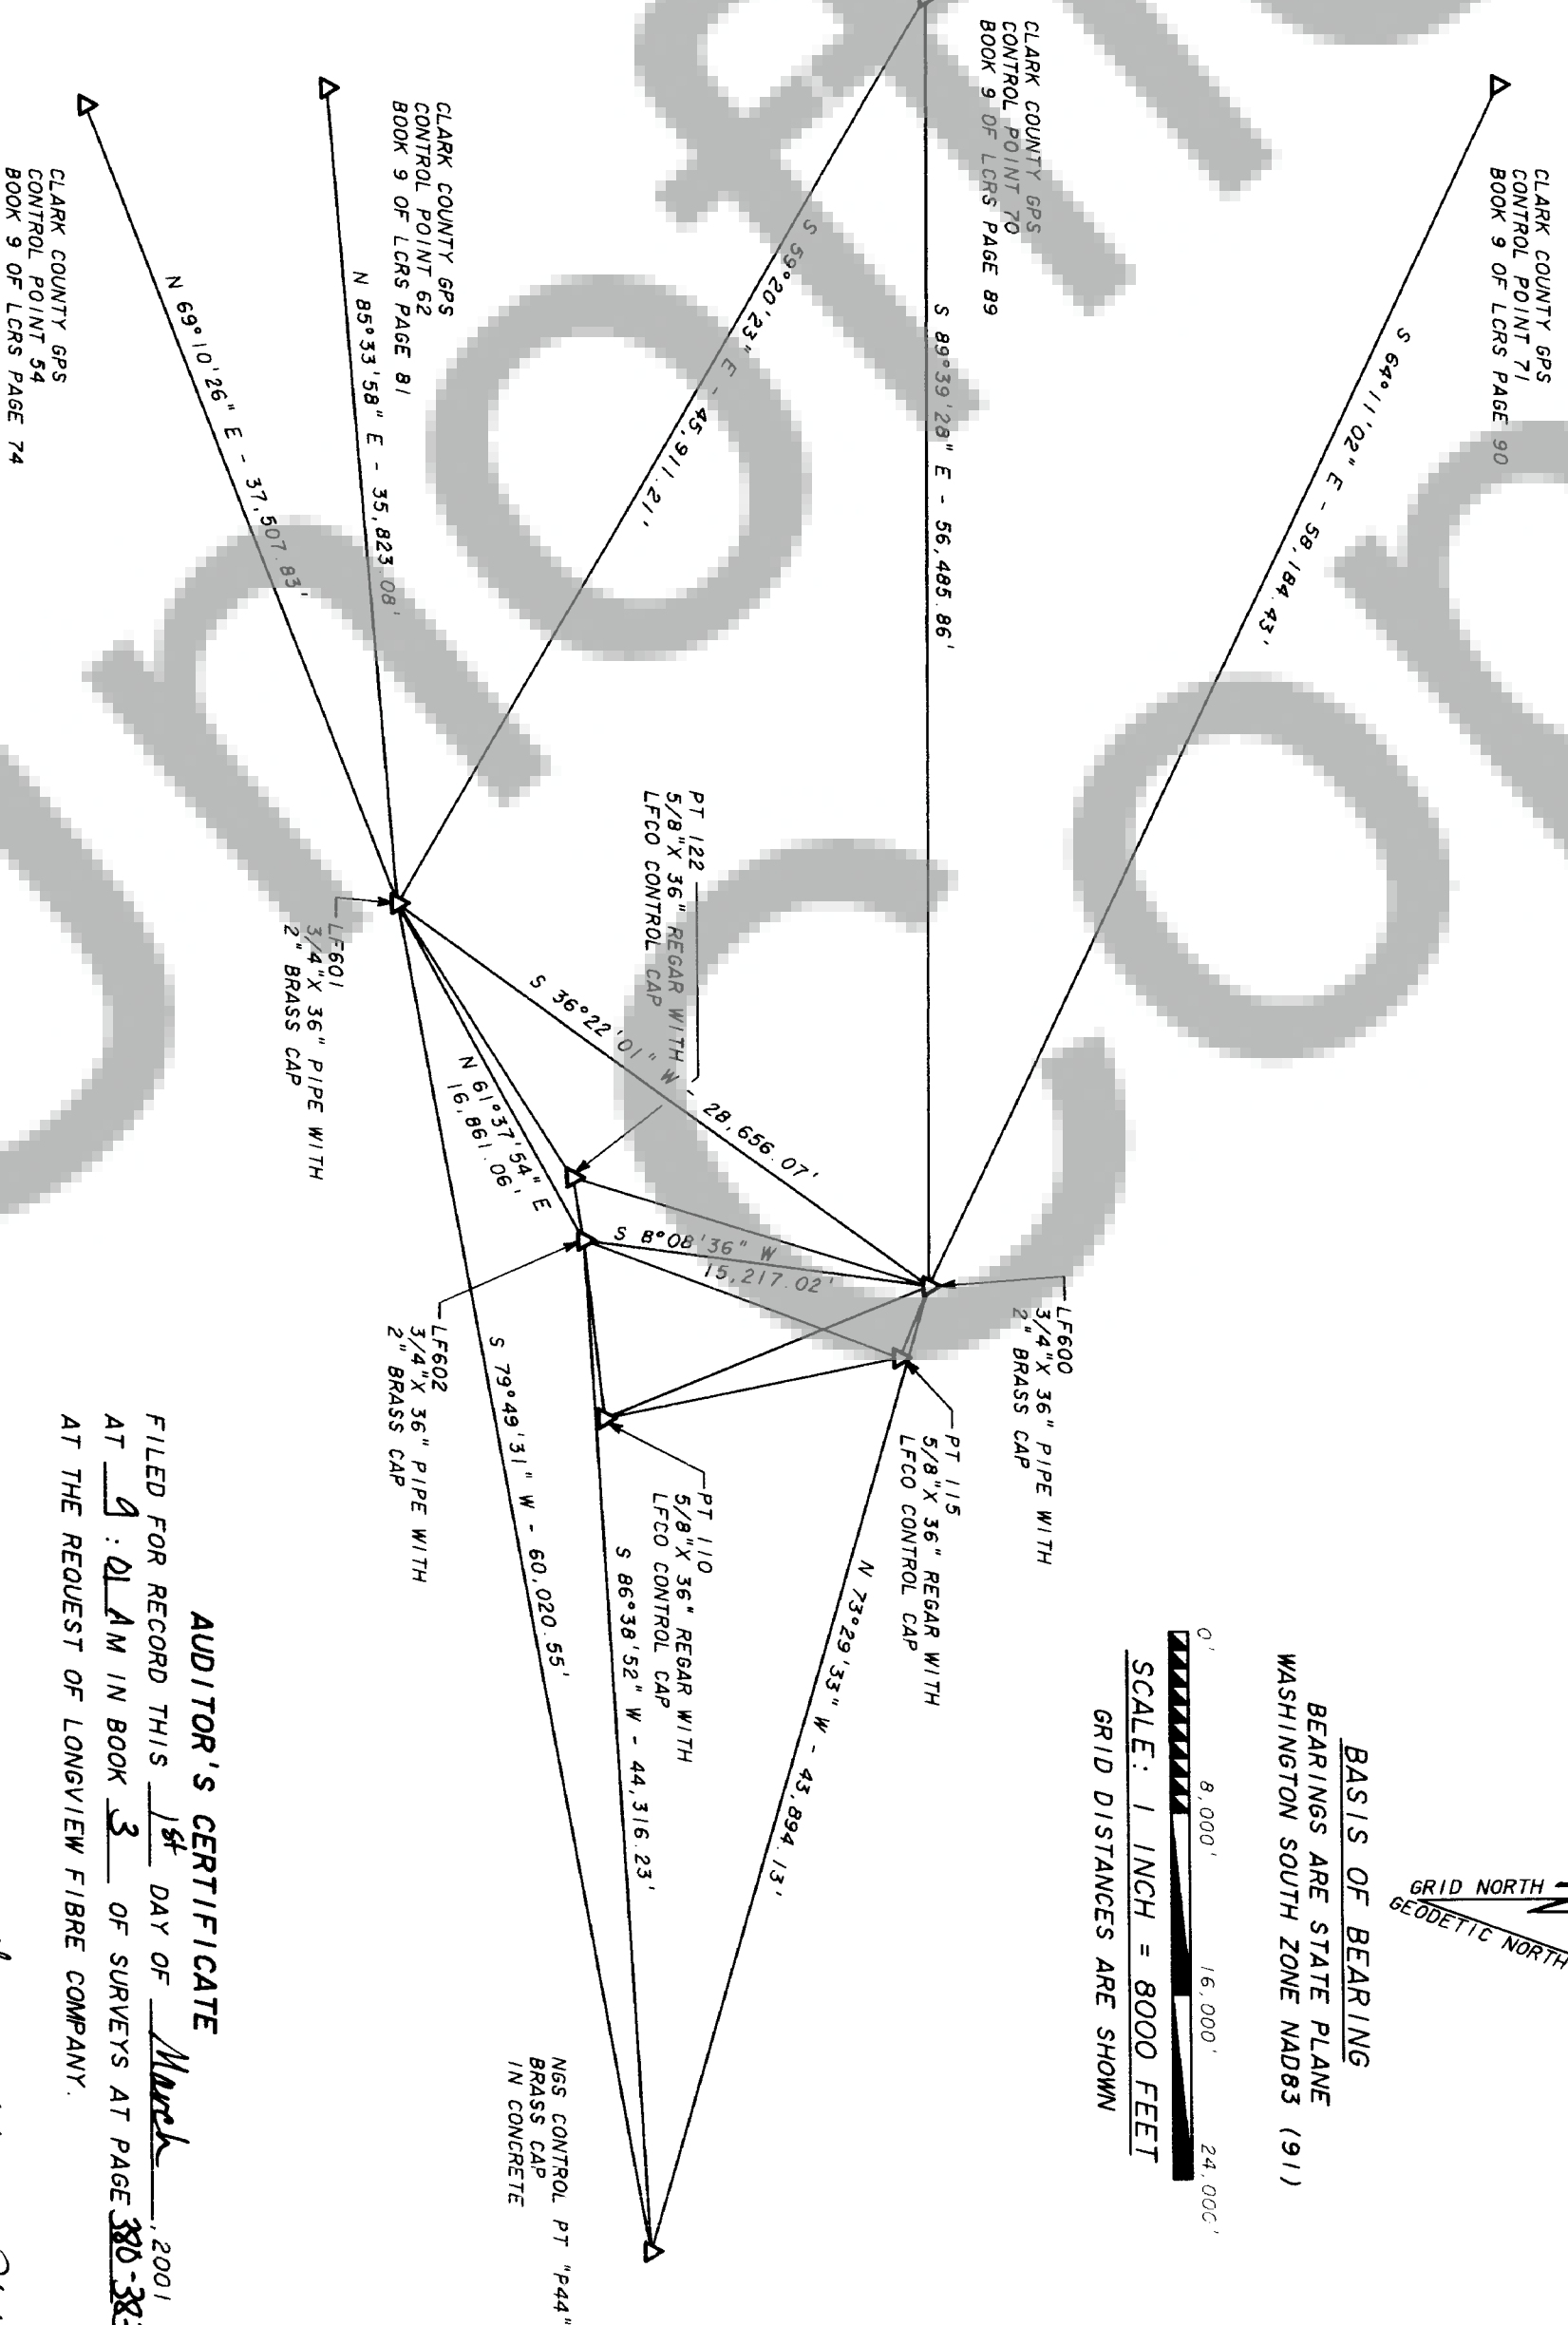 CLARK COUNTY GPS
CONTROL POINT 71
BOOK 9 OF LCRS PAGE 90
S 64°11'02" E - 58,184.43'
CLARK COUNTY GPS
CONTROL POINT 70
BOOK 9 OF LCRS PAGE 89
S 89°39'28" E - 56,485.86'
S 59°20'23" E - 45,911.21'
CLARK COUNTY GPS
CONTROL POINT 62
BOOK 9 OF LCRS PAGE 81
N 85°33'58" E - 35,823.08'
CLARK COUNTY GPS
CONTROL POINT 54
BOOK 9 OF LCRS PAGE 74
N 69°10'26" E - 37,507.83'
PT 122
5/8"X 36" REGAR WITH
LFCO CONTROL CAP
LF601
3/4"X 36" PIPE WITH
2" BRASS CAP
S 36°22'01" W - 28,656.07'
N 61°37'54" E
16,861.06'
S 8°08'36" W
15,217.02'
LF600
3/4"X 36" PIPE WITH
2" BRASS CAP
PT 115
5/8"X 36" REGAR WITH
LFCO CONTROL CAP
LF602
3/4"X 36" PIPE WITH
2" BRASS CAP
PT 110
5/8"X 36" REGAR WITH
LFCO CONTROL CAP
N 73°29'33" W - 43,894.13'
S 86°38'52" W - 44,316.23'
S 79°49'31" W - 60,020.55'
NGS CONTROL PT "P44"
BRASS CAP
IN CONCRETE
GRID NORTH
GEODETIC NORTH
BASIS OF BEARING
BEARINGS ARE STATE PLANE
WASHINGTON SOUTH ZONE NAD83 (91)
0' 8,000' 16,000' 24,000'
SCALE: 1 INCH = 8000 FEET
GRID DISTANCES ARE SHOWN
AUDITOR'S CERTIFICATE
FILED FOR RECORD THIS 1st DAY OF March, 2001
AT 9:01 AM IN BOOK 3 OF SURVEYS AT PAGE 380-38
AT THE REQUEST OF LONGVIEW FIBRE COMPANY.